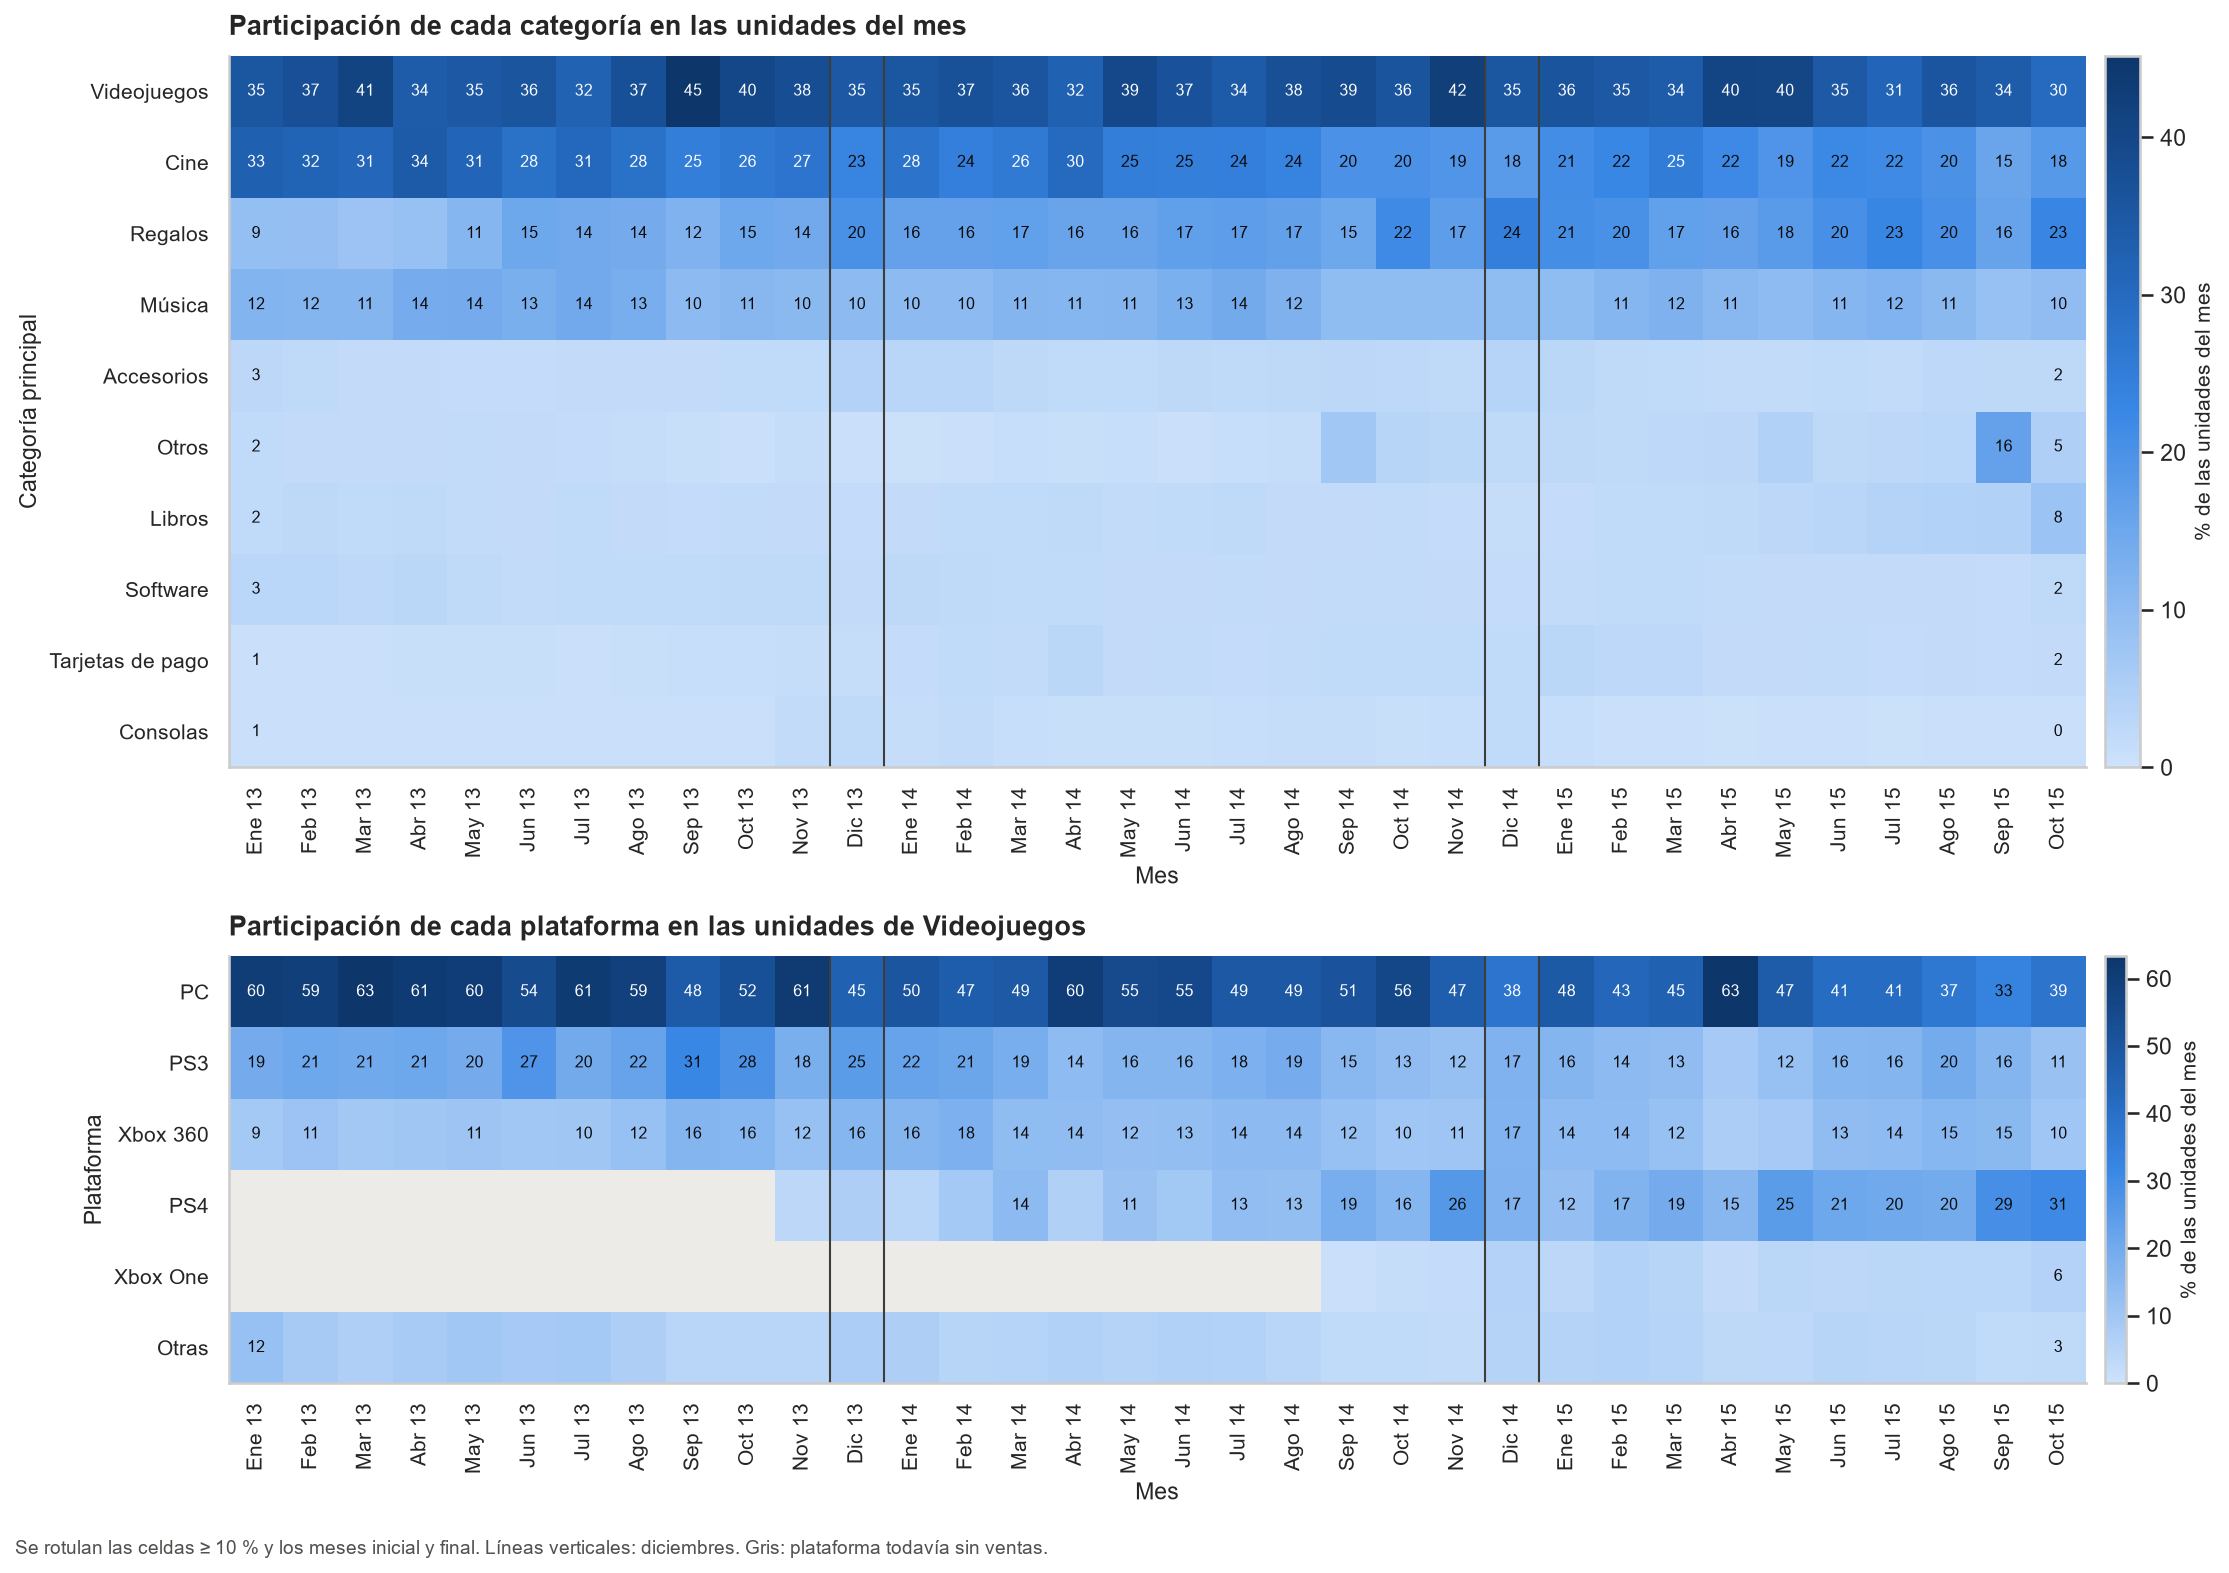 Participación de cada categoría en las unidades del mes
Videojuegos 35 37 41 34 35 36 32 37 45 40 38 35 35 37 36 32 39 37 34 38 39 36 42 35 36 35 34 40 40 35 31 36 34 30
Cine 33 32 31 34 31 28 31 28 25 26 27 23 28 24 26 30 25 25 24 24 20 20 19 18 21 22 25 22 19 22 22 20 15 18
Regalos 9 11 15 14 14 12 15 14 20 16 16 17 16 16 17 17 17 15 22 17 24 21 20 17 16 18 20 23 20 16 23
Música 12 12 11 14 14 13 14 13 10 11 10 10 10 10 11 11 11 13 14 12 11 12 11 11 12 11 10
Accesorios 3 2
Otros 2 16 5
Libros 2 8
Software 3 2
Tarjetas de pago 1 2
Consolas 1 0
Categoría principal
40
30
20
10
0
% de las unidades del mes
Ene 13 Feb 13 Mar 13 Abr 13 May 13 Jun 13 Jul 13 Ago 13 Sep 13 Oct 13 Nov 13 Dic 13 Ene 14 Feb 14 Mar 14 Abr 14 May 14 Jun 14 Jul 14 Ago 14 Sep 14 Oct 14 Nov 14 Dic 14 Ene 15 Feb 15 Mar 15 Abr 15 May 15 Jun 15 Jul 15 Ago 15 Sep 15 Oct 15
Mes
Participación de cada plataforma en las unidades de Videojuegos
PC 60 59 63 61 60 54 61 59 48 52 61 45 50 47 49 60 55 55 49 49 51 56 47 38 48 43 45 63 47 41 41 37 33 39
PS3 19 21 21 21 20 27 20 22 31 28 18 25 22 21 19 14 16 16 18 19 15 13 12 17 16 14 13 12 16 16 20 16 11
Xbox 360 9 11 11 10 12 16 16 12 16 16 18 14 14 12 13 14 14 12 10 11 17 14 14 12 13 14 15 15 10
PS4 14 11 13 13 19 16 26 17 12 17 19 15 25 21 20 20 29 31
Xbox One 6
Otras 12 3
Plataforma
60
50
40
30
20
10
0
% de las unidades del mes
Ene 13 Feb 13 Mar 13 Abr 13 May 13 Jun 13 Jul 13 Ago 13 Sep 13 Oct 13 Nov 13 Dic 13 Ene 14 Feb 14 Mar 14 Abr 14 May 14 Jun 14 Jul 14 Ago 14 Sep 14 Oct 14 Nov 14 Dic 14 Ene 15 Feb 15 Mar 15 Abr 15 May 15 Jun 15 Jul 15 Ago 15 Sep 15 Oct 15
Mes
Se rotulan las celdas ≥ 10 % y los meses inicial y final. Líneas verticales: diciembres. Gris: plataforma todavía sin ventas.